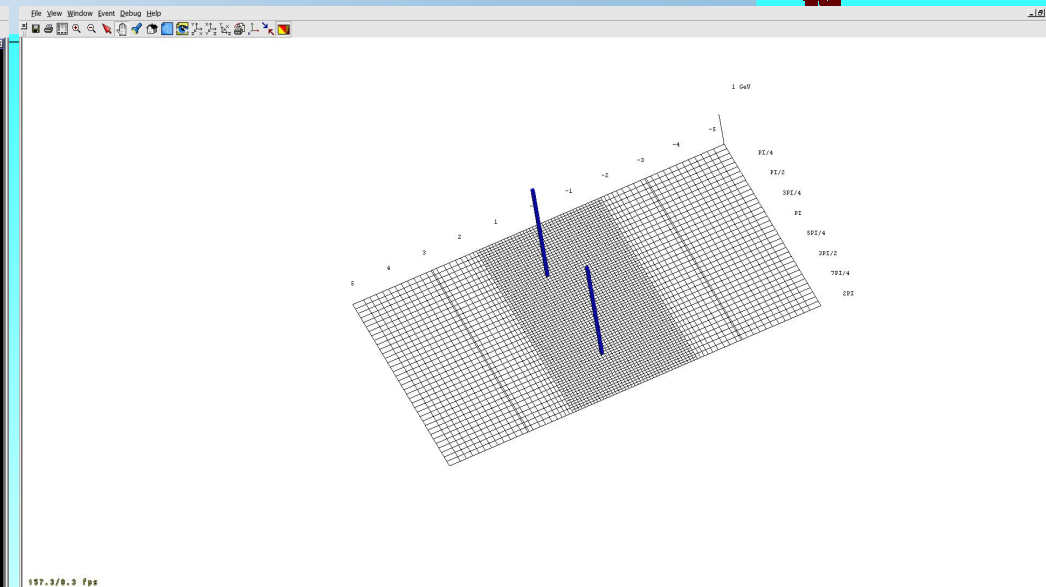 File View Window Event Debug Help
1 GeV
-5
-4
-3
-2
-1
1
2
3
4
5
PI/4
PI/2
3PI/4
PI
5PI/4
3PI/2
7PI/4
2PI
157.3/0.3 fps